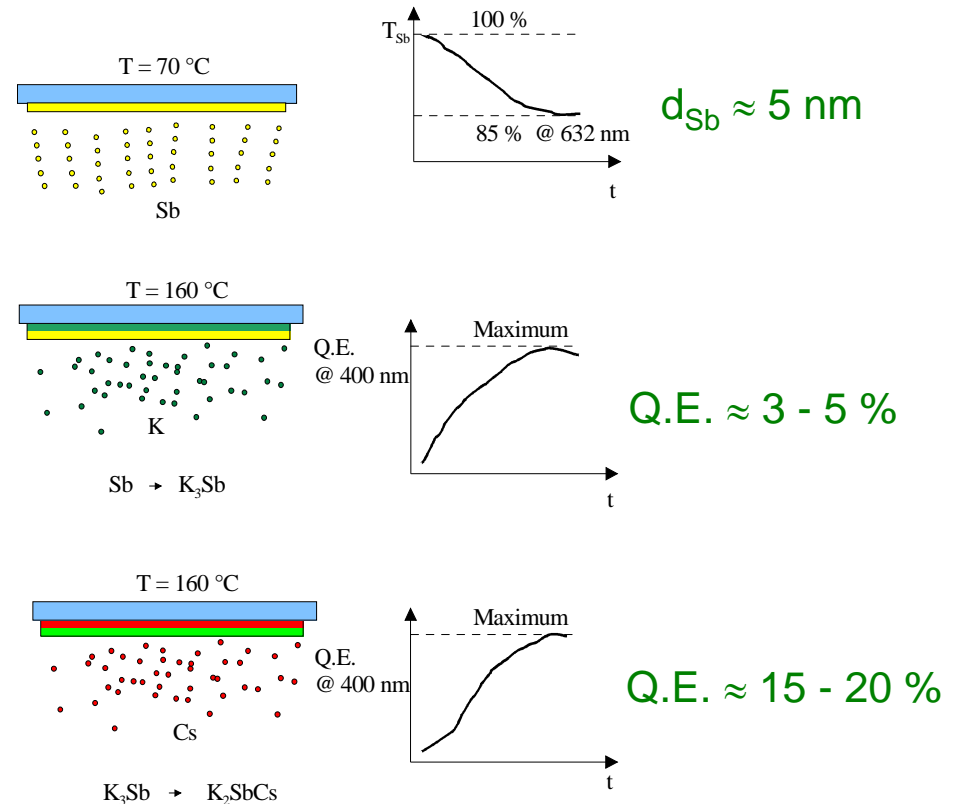 T = 70 °C
Sb
T_Sb
100 %
85 % @ 632 nm
t
d_Sb ≈ 5 nm
T = 160 °C
K
Sb → K₃Sb
Q.E.
@ 400 nm
Maximum
t
Q.E. ≈ 3 - 5 %
T = 160 °C
Cs
K₃Sb → K₂SbCs
Q.E.
@ 400 nm
Maximum
t
Q.E. ≈ 15 - 20 %